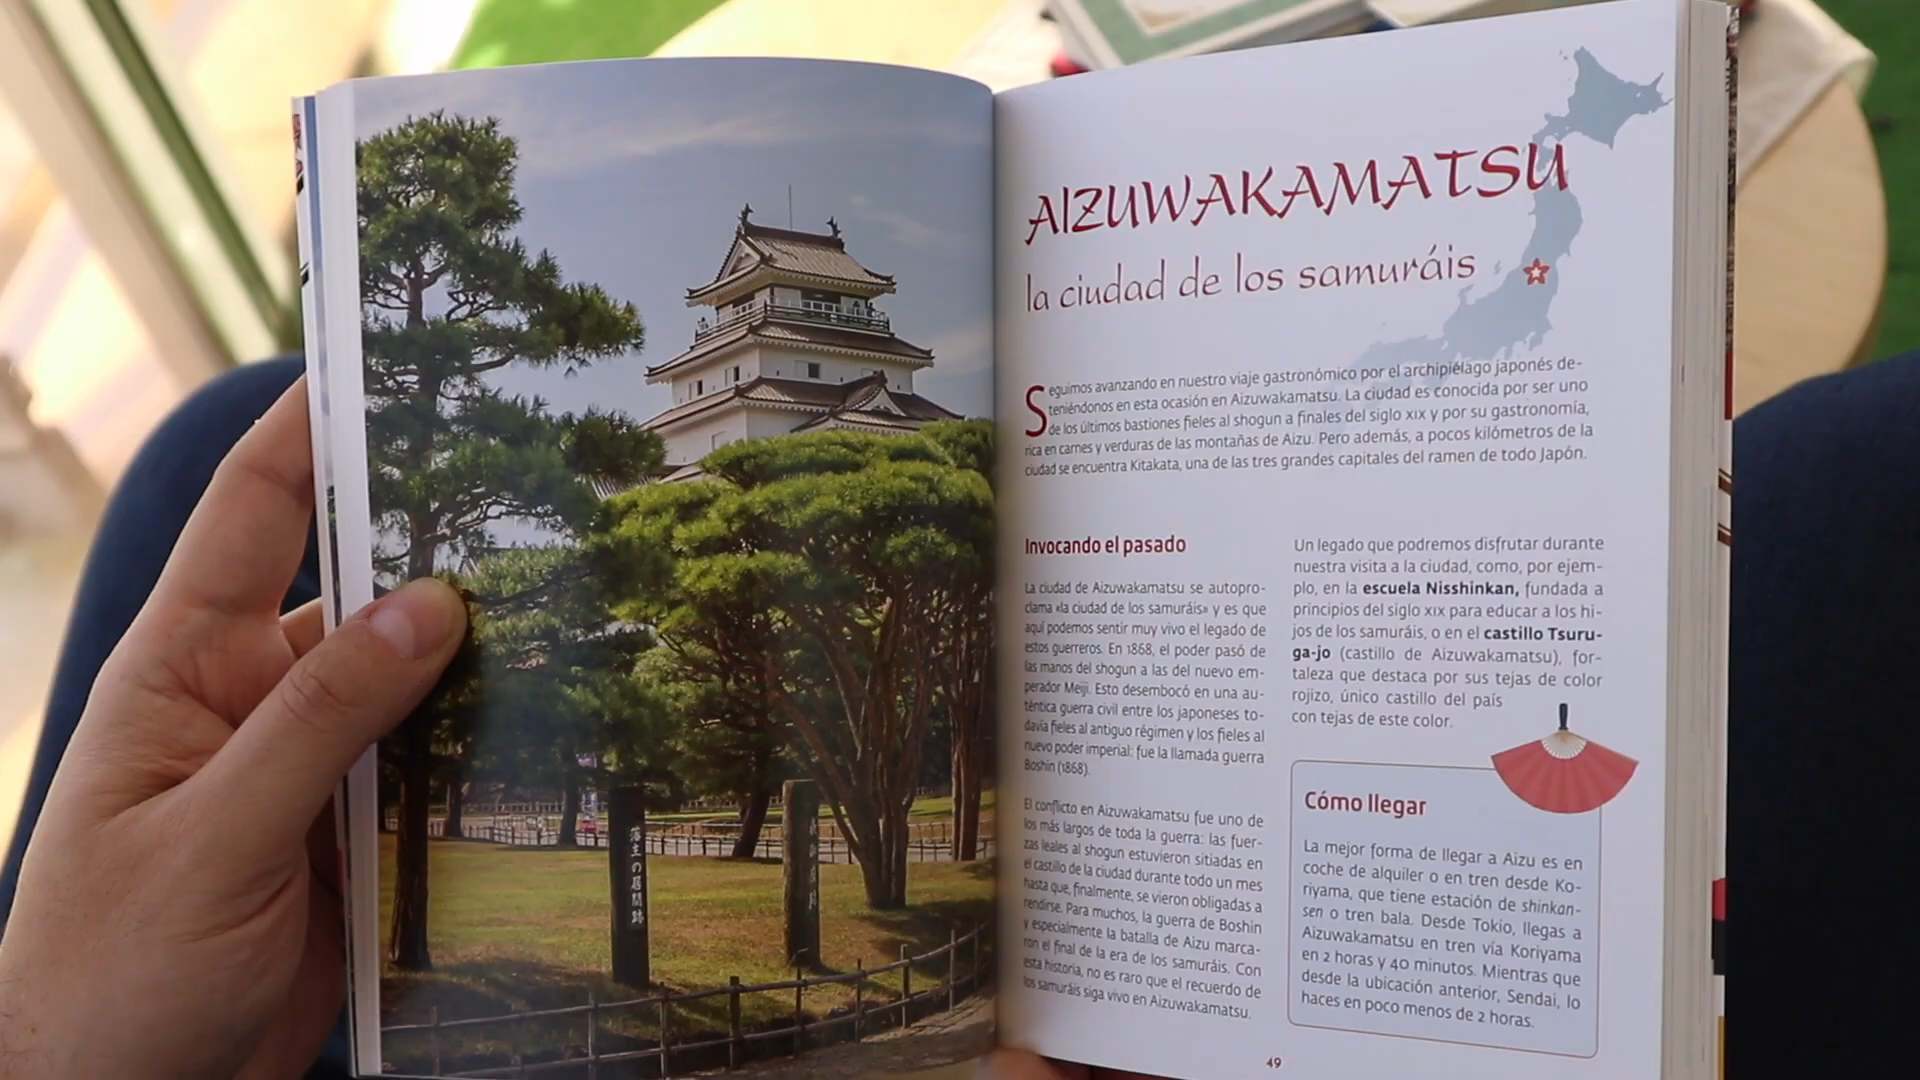 藩主の居間跡
AIZUWAKAMATSU
la ciudad de los samuráis
Seguimos avanzando en nuestro viaje gastronómico por el archipiélago japonés de-
teniéndonos en esta ocasión en Aizuwakamatsu. La ciudad es conocida por ser uno
de los últimos bastiones fieles al shogun a finales del siglo XIX y por su gastronomía,
rica en carnes y verduras de las montañas de Aizu. Pero además, a pocos kilómetros de la
ciudad se encuentra Kitakata, una de las tres grandes capitales del ramen de todo Japón.
Invocando el pasado
La ciudad de Aizuwakamatsu se autopro-
clama «la ciudad de los samuráis» y es que
aquí podemos sentir muy vivo el legado de
estos guerreros. En 1868, el poder pasó de
las manos del shogun a las del nuevo em-
perador Meiji. Esto desembocó en una au-
téntica guerra civil entre los japoneses to-
davía fieles al antiguo régimen y los fieles al
nuevo poder imperial: fue la llamada guerra
Boshin (1868).
El conflicto en Aizuwakamatsu fue uno de
los más largos de toda la guerra: las fuer-
zas leales al shogun estuvieron sitiadas en
el castillo de la ciudad durante todo un mes
hasta que, finalmente, se vieron obligadas a
rendirse. Para muchos, la guerra de Boshin
y especialmente la batalla de Aizu marca-
ron el final de la era de los samuráis. Con
esta historia, no es raro que el recuerdo de
los samuráis siga vivo en Aizuwakamatsu.
Un legado que podremos disfrutar durante
nuestra visita a la ciudad, como, por ejem-
plo, en la escuela Nisshinkan, fundada a
principios del siglo XIX para educar a los hi-
jos de los samuráis, o en el castillo Tsuru-
ga-jo (castillo de Aizuwakamatsu), for-
taleza que destaca por sus tejas de color
rojizo, único castillo del país
con tejas de este color.
Cómo llegar
La mejor forma de llegar a Aizu es en
coche de alquiler o en tren desde Ko-
riyama, que tiene estación de shinkan-
sen o tren bala. Desde Tokio, llegas a
Aizuwakamatsu en tren vía Koriyama
en 2 horas y 40 minutos. Mientras que
desde la ubicación anterior, Sendai, lo
haces en poco menos de 2 horas.
49